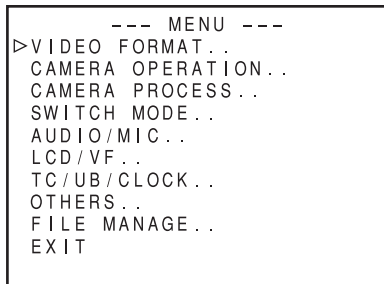 --- MENU ---
▷VIDEO FORMAT..
CAMERA OPERATION..
CAMERA PROCESS..
SWITCH MODE..
AUDIO/MIC..
LCD/VF..
TC/UB/CLOCK..
OTHERS..
FILE MANAGE..
EXIT